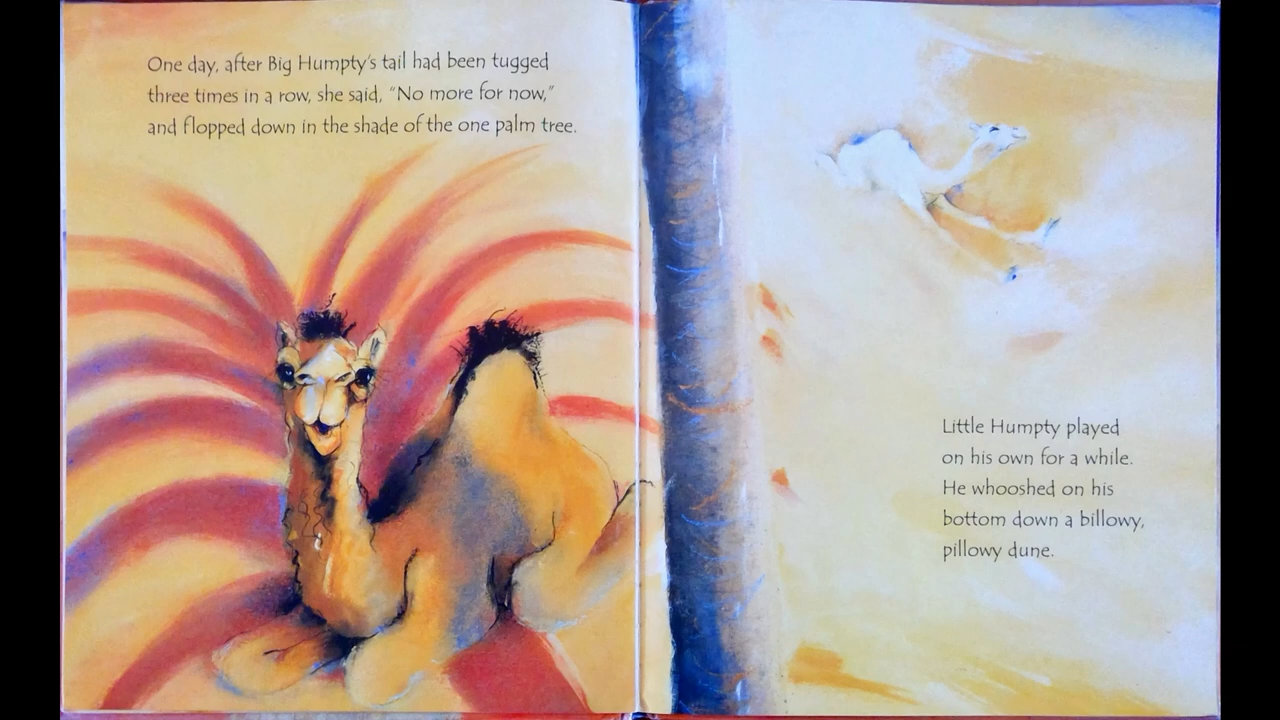 One day, after Big Humpty's tail had been tugged
three times in a row, she said, "No more for now,"
and flopped down in the shade of the one palm tree.
Little Humpty played
on his own for a while.
He whooshed on his
bottom down a billowy,
pillowy dune.